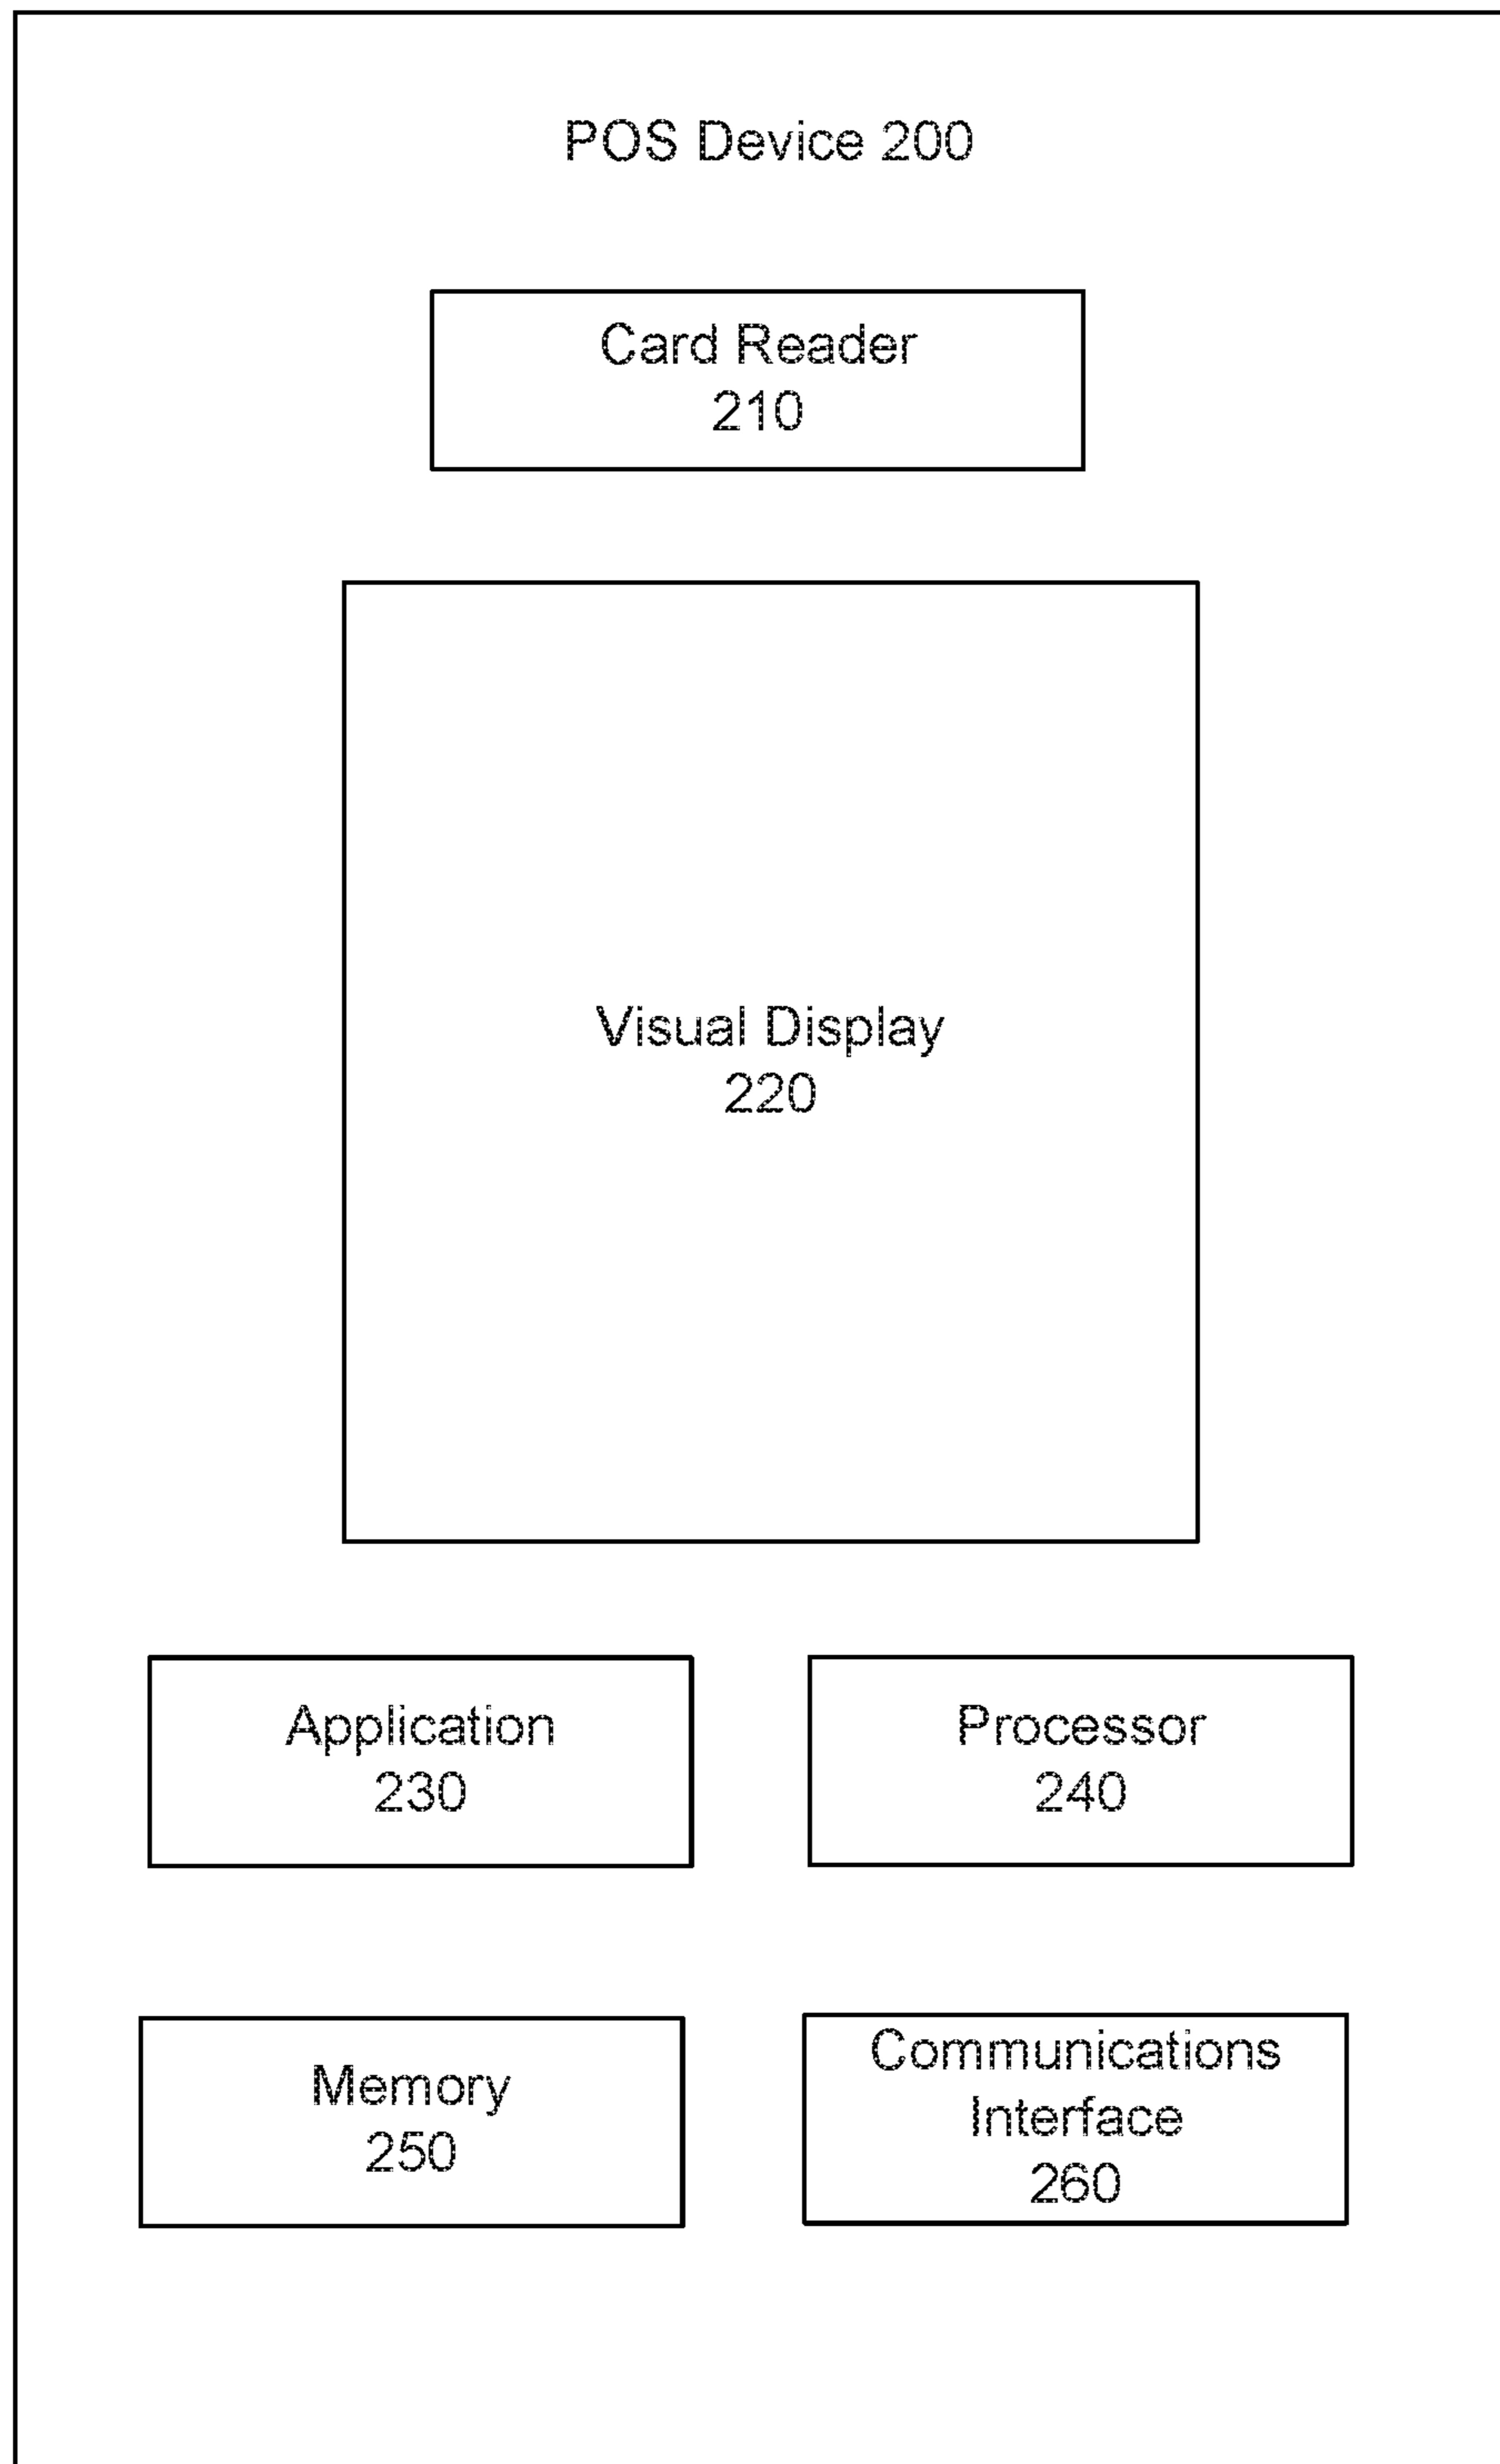 POS Device 200
Card Reader
210
Visual Display
220
Application
230
Processor
240
Memory
250
Communications
Interface
260